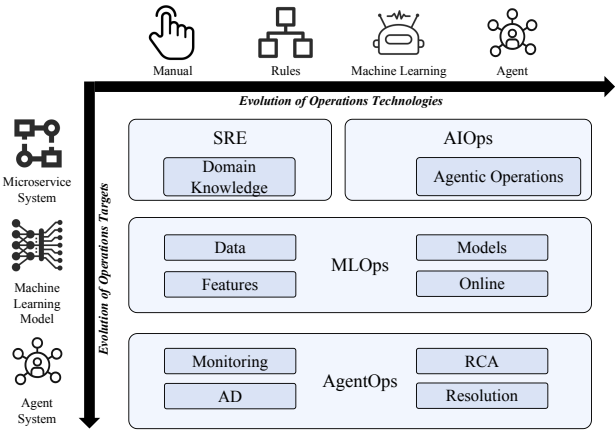 Manual
Rules
Machine Learning
Agent
Evolution of Operations Technologies
Evolution of Operations Targets
Microservice
System
Machine
Learning
Model
Agent
System
SRE
Domain
Knowledge
AIOps
Agentic Operations
MLOps
Data
Features
Models
Online
AgentOps
Monitoring
AD
RCA
Resolution